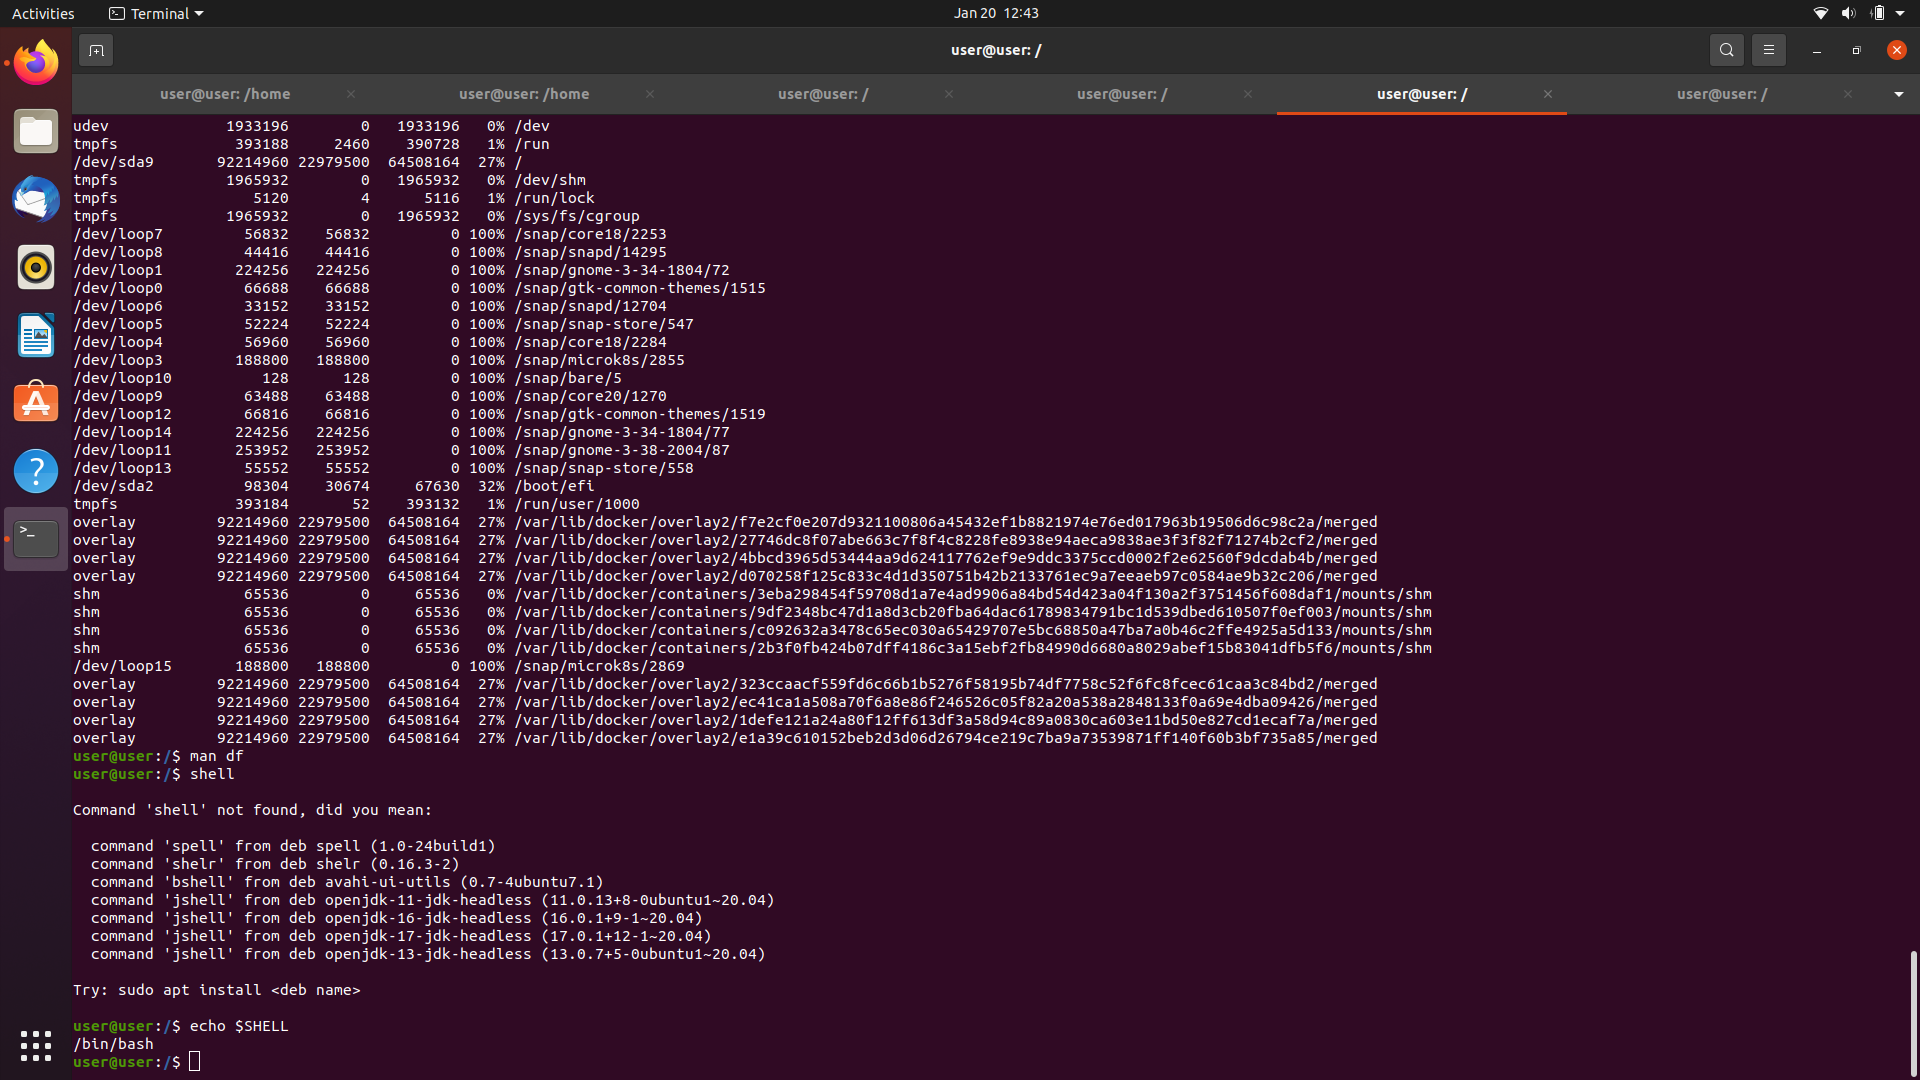 Activities Terminal Jan 20 12:43
user@user: /
user@user: /home user@user: /home user@user: / user@user: / user@user: / user@user: /
udev 1933196 0 1933196 0% /dev
tmpfs 393188 2460 390728 1% /run
/dev/sda9 92214960 22979500 64508164 27% /
tmpfs 1965932 0 1965932 0% /dev/shm
tmpfs 5120 4 5116 1% /run/lock
tmpfs 1965932 0 1965932 0% /sys/fs/cgroup
/dev/loop7 56832 56832 0 100% /snap/core18/2253
/dev/loop8 44416 44416 0 100% /snap/snapd/14295
/dev/loop1 224256 224256 0 100% /snap/gnome-3-34-1804/72
/dev/loop0 66688 66688 0 100% /snap/gtk-common-themes/1515
/dev/loop6 33152 33152 0 100% /snap/snapd/12704
/dev/loop5 52224 52224 0 100% /snap/snap-store/547
/dev/loop4 56960 56960 0 100% /snap/core18/2284
/dev/loop3 188800 188800 0 100% /snap/microk8s/2855
/dev/loop10 128 128 0 100% /snap/bare/5
/dev/loop9 63488 63488 0 100% /snap/core20/1270
/dev/loop12 66816 66816 0 100% /snap/gtk-common-themes/1519
/dev/loop14 224256 224256 0 100% /snap/gnome-3-34-1804/77
/dev/loop11 253952 253952 0 100% /snap/gnome-3-38-2004/87
/dev/loop13 55552 55552 0 100% /snap/snap-store/558
/dev/sda2 98304 30674 67630 32% /boot/efi
tmpfs 393184 52 393132 1% /run/user/1000
overlay 92214960 22979500 64508164 27% /var/lib/docker/overlay2/f7e2cf0e207d9321100806a45432ef1b8821974e76ed017963b19506d6c98c2a/merged
overlay 92214960 22979500 64508164 27% /var/lib/docker/overlay2/27746dc8f07abe663c7f8f4c8228fe8938e94aeca9838ae3f3f82f71274b2cf2/merged
overlay 92214960 22979500 64508164 27% /var/lib/docker/overlay2/4bbcd3965d53444aa9d624117762ef9e9ddc3375ccd0002f2e62560f9dcdab4b/merged
overlay 92214960 22979500 64508164 27% /var/lib/docker/overlay2/d070258f125c833c4d1d350751b42b2133761ec9a7eeaeb97c0584ae9b32c206/merged
shm 65536 0 65536 0% /var/lib/docker/containers/3eba298454f59708d1a7e4ad9906a84bd54d423a04f130a2f3751456f608daf1/mounts/shm
shm 65536 0 65536 0% /var/lib/docker/containers/9df2348bc47d1a8d3cb20fba64dac61789834791bc1d539dbed610507f0ef003/mounts/shm
shm 65536 0 65536 0% /var/lib/docker/containers/c092632a3478c65ec030a65429707e5bc68850a47ba7a0b46c2ffe4925a5d133/mounts/shm
shm 65536 0 65536 0% /var/lib/docker/containers/2b3f0fb424b07dff4186c3a15ebf2fb84990d6680a8029abef15b83041dfb5f6/mounts/shm
/dev/loop15 188800 188800 0 100% /snap/microk8s/2869
overlay 92214960 22979500 64508164 27% /var/lib/docker/overlay2/323ccaacf559fd6c66b1b5276f58195b74df7758c52f6fc8fcec61caa3c84bd2/merged
overlay 92214960 22979500 64508164 27% /var/lib/docker/overlay2/ec41ca1a508a70f6a8e86f246526c05f82a20a538a2848133f0a69e4dba09426/merged
overlay 92214960 22979500 64508164 27% /var/lib/docker/overlay2/1defe121a24a80f12ff613df3a58d94c89a0830ca603e11bd50e827cd1ecaf7a/merged
overlay 92214960 22979500 64508164 27% /var/lib/docker/overlay2/e1a39c610152beb2d3d06d26794ce219c7ba9a73539871ff140f60b3bf735a85/merged
user@user:/$ man df
user@user:/$ shell
Command 'shell' not found, did you mean:
command 'spell' from deb spell (1.0-24build1)
command 'shelr' from deb shelr (0.16.3-2)
command 'bshell' from deb avahi-ui-utils (0.7-4ubuntu7.1)
command 'jshell' from deb openjdk-11-jdk-headless (11.0.13+8-0ubuntu1~20.04)
command 'jshell' from deb openjdk-16-jdk-headless (16.0.1+9-1~20.04)
command 'jshell' from deb openjdk-17-jdk-headless (17.0.1+12-1~20.04)
command 'jshell' from deb openjdk-13-jdk-headless (13.0.7+5-0ubuntu1~20.04)
Try: sudo apt install <deb name>
user@user:/$ echo $SHELL
/bin/bash
user@user:/$